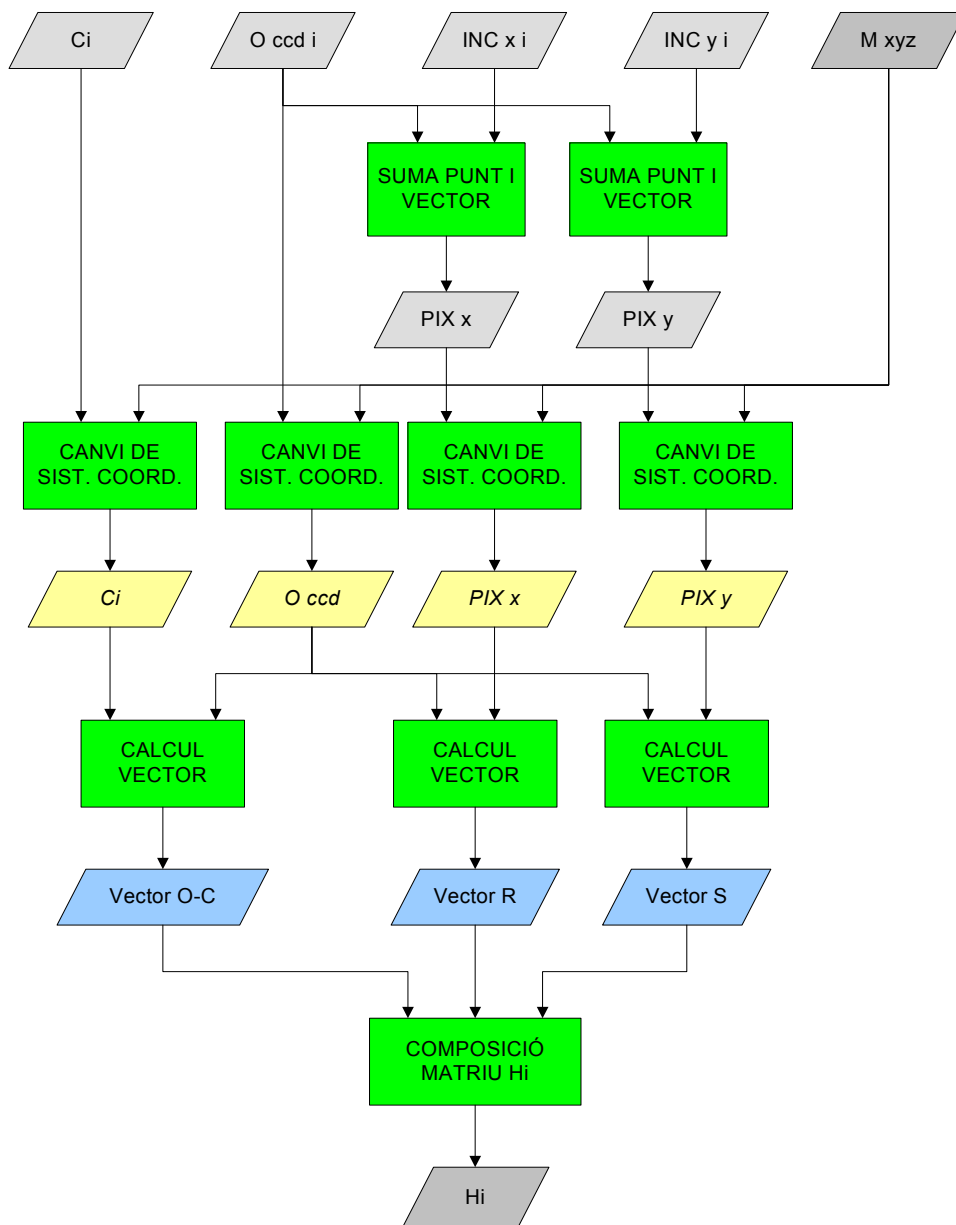 Ci
O ccd i
INC x i
INC y i
M xyz
SUMA PUNT I
VECTOR
SUMA PUNT I
VECTOR
PIX x
PIX y
CANVI DE
SIST. COORD.
CANVI DE
SIST. COORD.
CANVI DE
SIST. COORD.
CANVI DE
SIST. COORD.
Ci
O ccd
PIX x
PIX y
CALCUL
VECTOR
CALCUL
VECTOR
CALCUL
VECTOR
Vector O-C
Vector R
Vector S
COMPOSICIÓ
MATRIU Hi
Hi